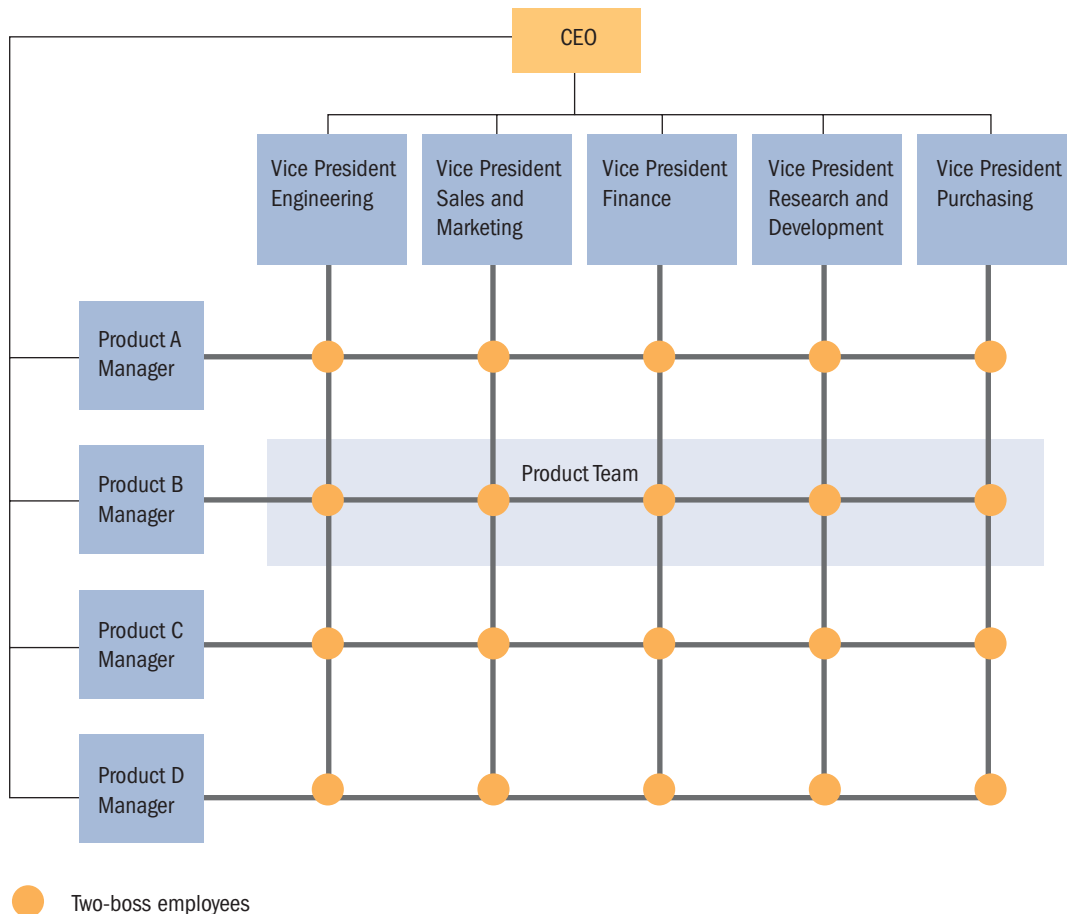 CEO
Vice President
Engineering
Vice President
Sales and
Marketing
Vice President
Finance
Vice President
Research and
Development
Vice President
Purchasing
Product A
Manager
Product B
Manager
Product Team
Product C
Manager
Product D
Manager
Two-boss employees